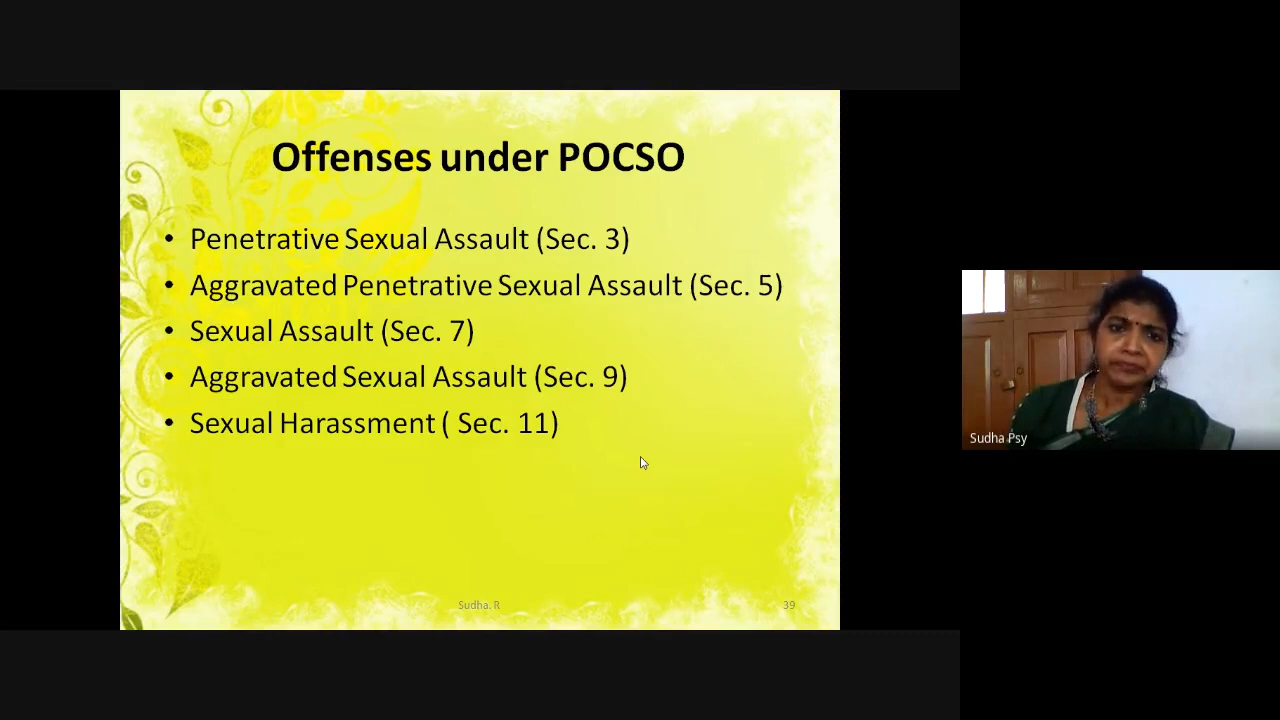 Offenses under POCSO
• Penetrative Sexual Assault (Sec. 3)
• Aggravated Penetrative Sexual Assault (Sec. 5)
• Sexual Assault (Sec. 7)
• Aggravated Sexual Assault (Sec. 9)
• Sexual Harassment ( Sec. 11)
Sudha. R
39
Sudha Psy